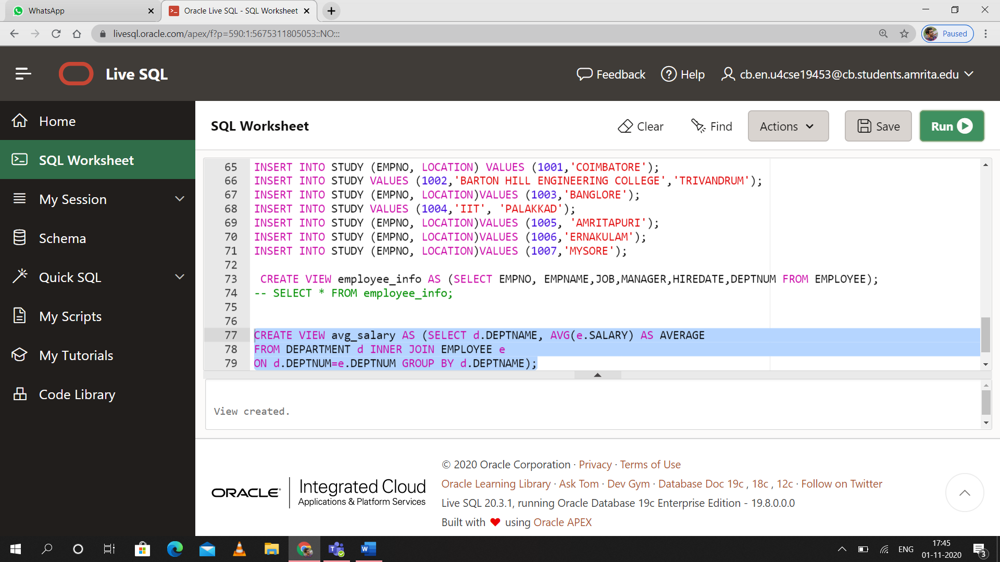 WhatsApp
Oracle Live SQL - SQL Worksheet
livesql.oracle.com/apex/f?p=590:1:5675311805053::NO:::
Paused
Live SQL
Feedback
Help
cb.en.u4cse19453@cb.students.amrita.edu
Home
SQL Worksheet
My Session
Schema
Quick SQL
My Scripts
My Tutorials
Code Library
SQL Worksheet
Clear
Find
Actions
Save
Run
65 INSERT INTO STUDY (EMPNO, LOCATION) VALUES (1001,'COIMBATORE');
66 INSERT INTO STUDY VALUES (1002,'BARTON HILL ENGINEERING COLLEGE','TRIVANDRUM');
67 INSERT INTO STUDY (EMPNO, LOCATION)VALUES (1003,'BANGLORE');
68 INSERT INTO STUDY VALUES (1004,'IIT', 'PALAKKAD');
69 INSERT INTO STUDY (EMPNO, LOCATION)VALUES (1005, 'AMRITAPURI');
70 INSERT INTO STUDY (EMPNO, LOCATION)VALUES (1006,'ERNAKULAM');
71 INSERT INTO STUDY (EMPNO, LOCATION)VALUES (1007,'MYSORE');
72
73 CREATE VIEW employee_info AS (SELECT EMPNO, EMPNAME,JOB,MANAGER,HIREDATE,DEPTNUM FROM EMPLOYEE);
74 -- SELECT * FROM employee_info;
75
76
77 CREATE VIEW avg_salary AS (SELECT d.DEPTNAME, AVG(e.SALARY) AS AVERAGE
78 FROM DEPARTMENT d INNER JOIN EMPLOYEE e
79 ON d.DEPTNUM=e.DEPTNUM GROUP BY d.DEPTNAME);
View created.
ORACLE
Integrated Cloud
Applications & Platform Services
© 2020 Oracle Corporation · Privacy · Terms of Use
Oracle Learning Library · Ask Tom · Dev Gym · Database Doc 19c , 18c , 12c · Follow on Twitter
Live SQL 20.3.1, running Oracle Database 19c Enterprise Edition - 19.8.0.0.0
Built with ♥ using Oracle APEX
ENG
17:45
01-11-2020
3